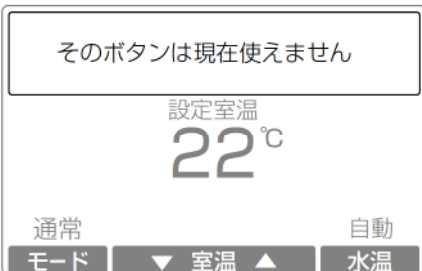 そのボタンは現在使えません
設定室温
22℃
通常 自動
モード ▼ 室温 ▲ 水温